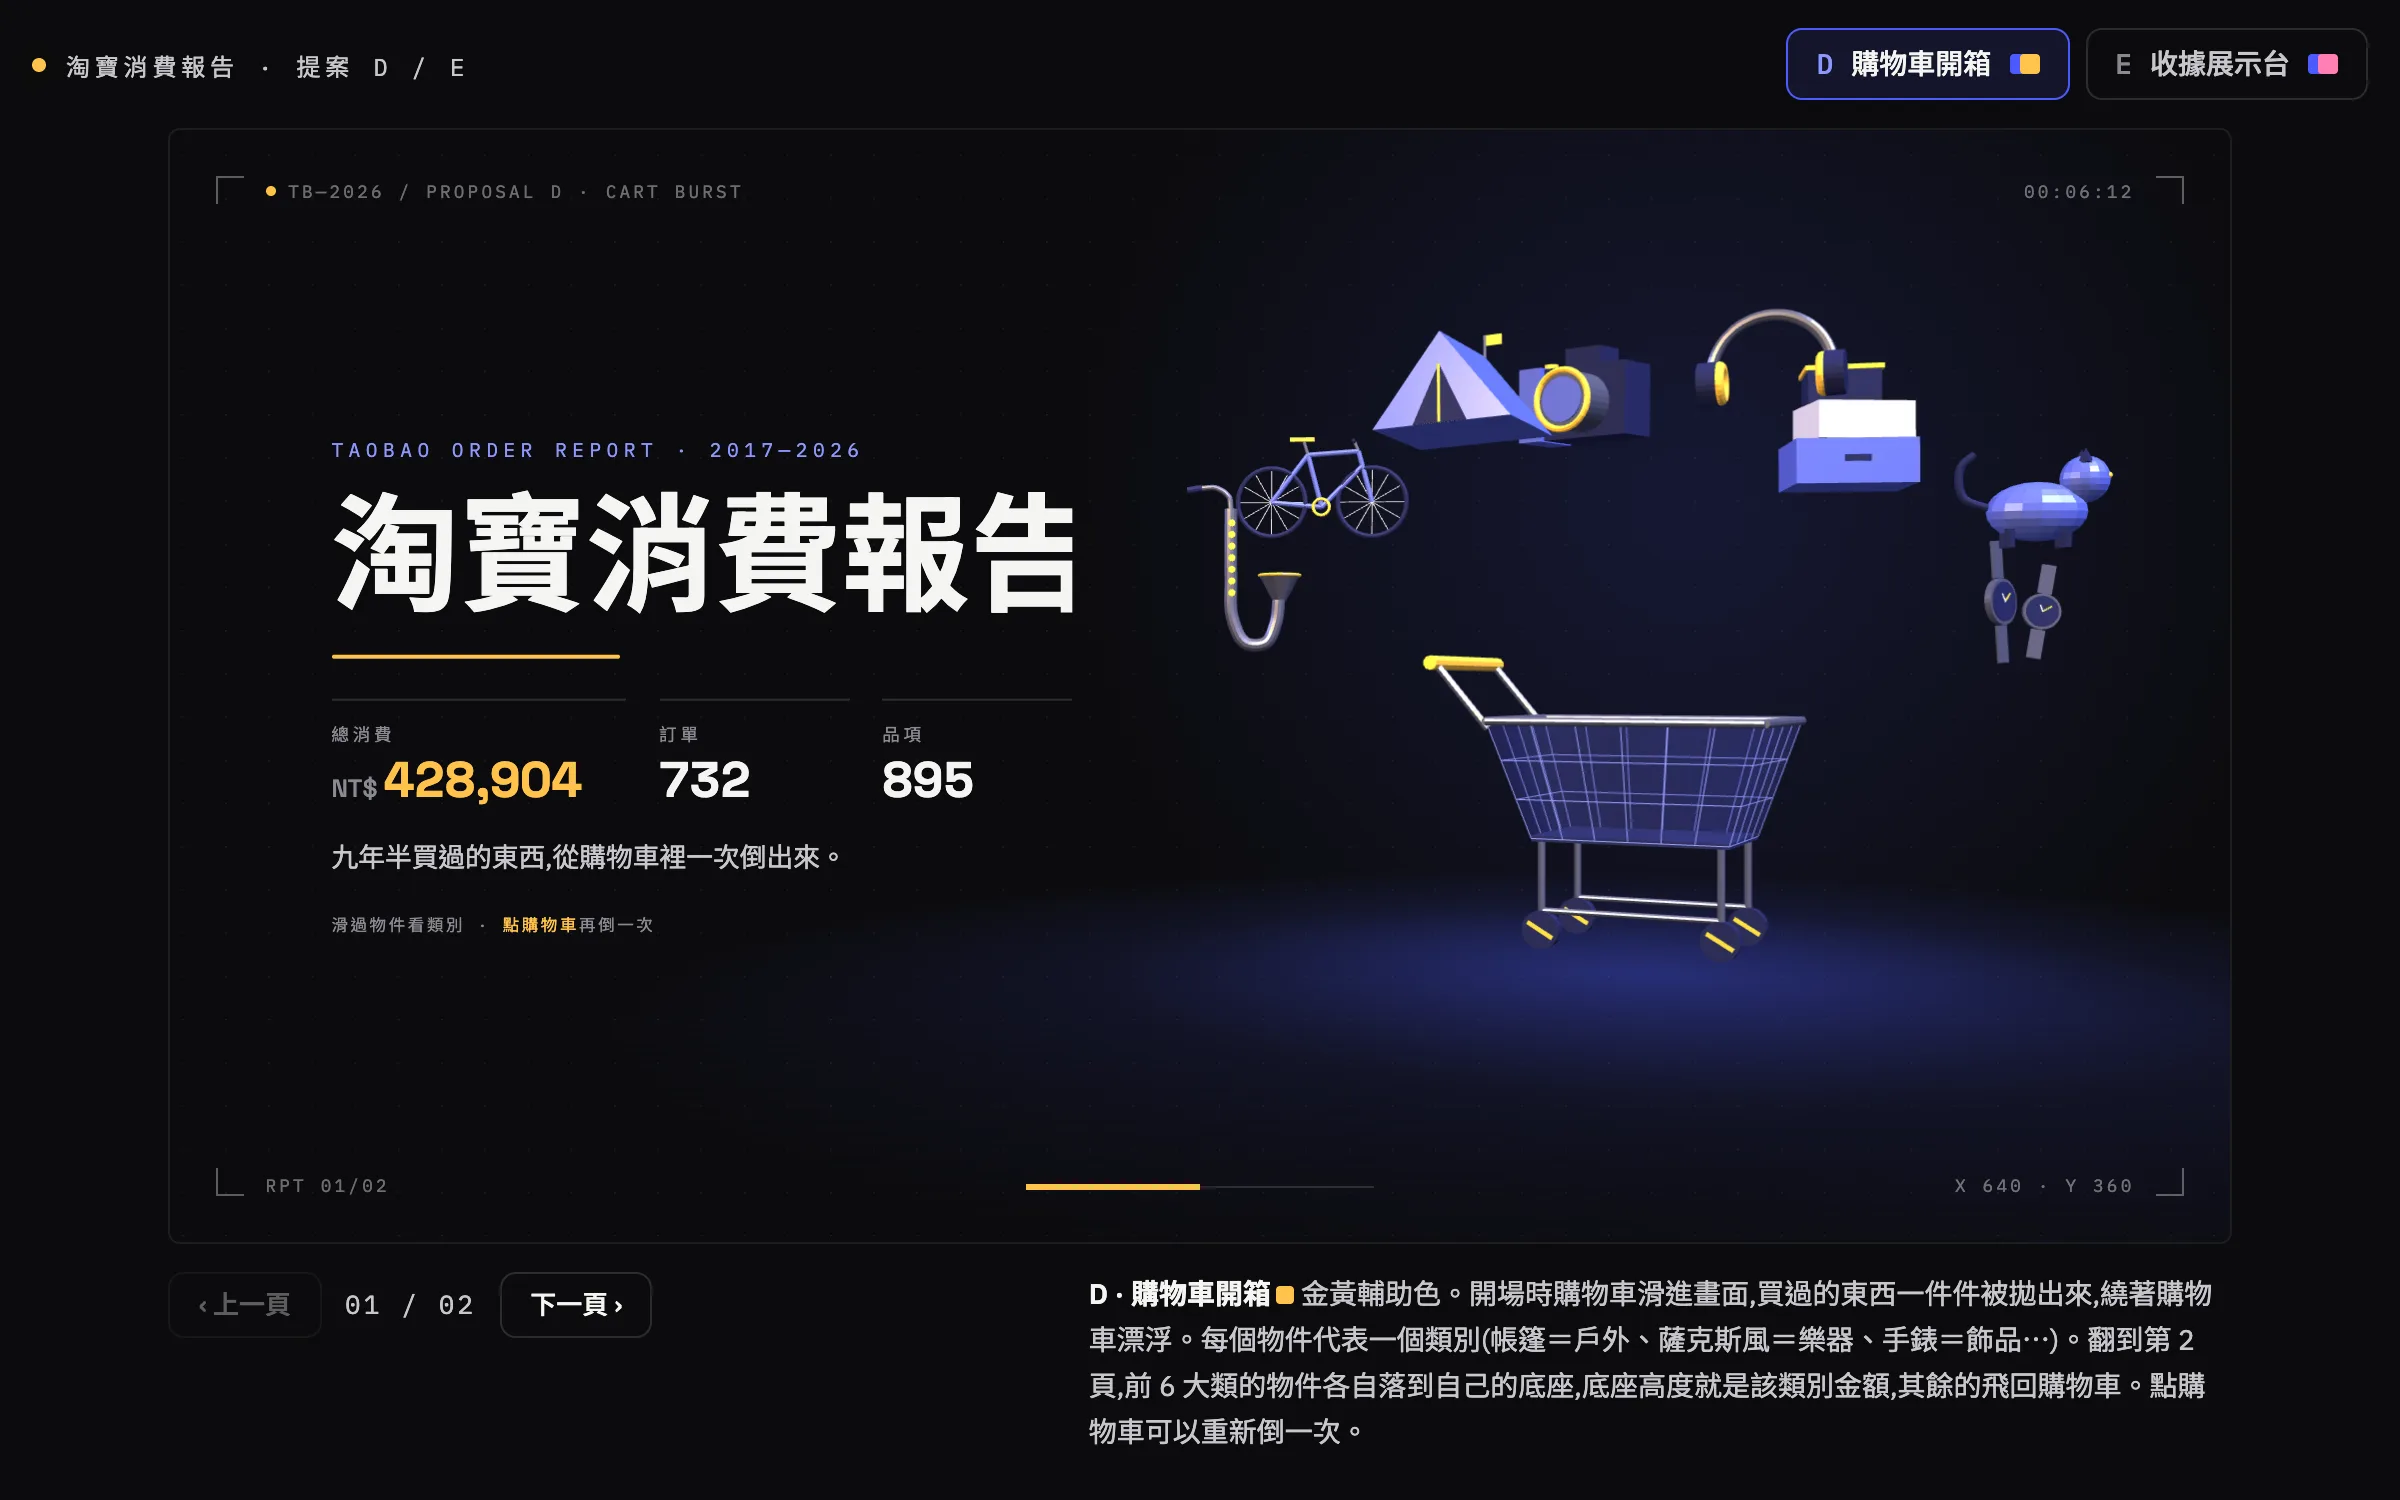 淘寶消費報告 · 提案 D / E
D 購物車開箱
E 收據展示台
TB—2026 / PROPOSAL D · CART BURST
00:06:12
TAOBAO ORDER REPORT · 2017—2026
淘寶消費報告
總消費
NT$ 428,904
訂單
732
品項
895
九年半買過的東西,從購物車裡一次倒出來。
滑過物件看類別 · 點購物車再倒一次
RPT 01/02
X 640 · Y 360
‹ 上一頁
01 / 02
下一頁 ›
D · 購物車開箱 金黃輔助色。開場時購物車滑進畫面,買過的東西一件件被拋出來,繞著購物
車漂浮。每個物件代表一個類別(帳篷＝戶外、薩克斯風＝樂器、手錶＝飾品⋯)。翻到第 2
頁,前 6 大類的物件各自落到自己的底座,底座高度就是該類別金額,其餘的飛回購物車。點購
物車可以重新倒一次。